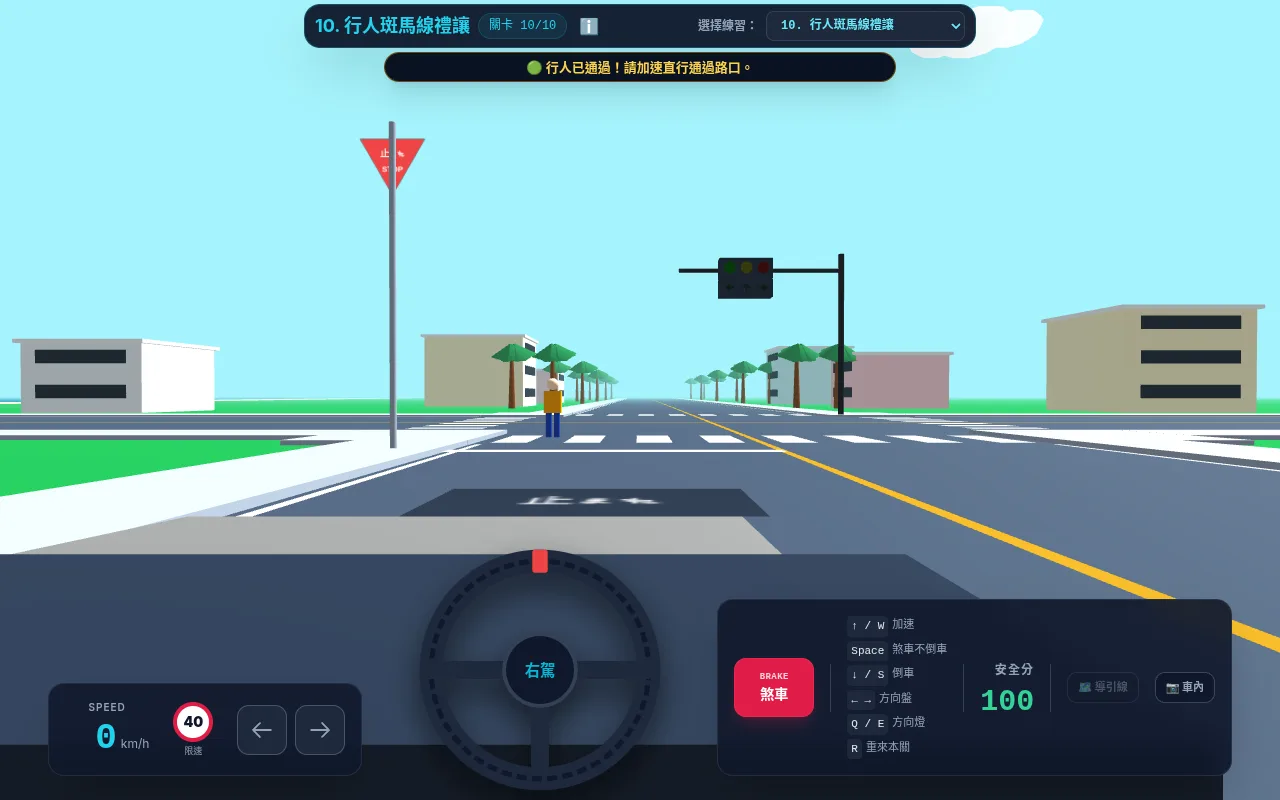 10. 行人斑馬線禮讓
關卡 10/10
ℹ️
選擇練習：
10. 行人斑馬線禮讓
🟢 行人已通過！請加速直行通過路口。
止まれ
右駕
SPEED
0 km/h
40
限速
←
→
BRAKE
煞車
↑ / W 加速
Space 煞車不倒車
↓ / S 倒車
← → 方向盤
Q / E 方向燈
R 重來本關
安全分
100
🗺️ 導引線
📷 車內